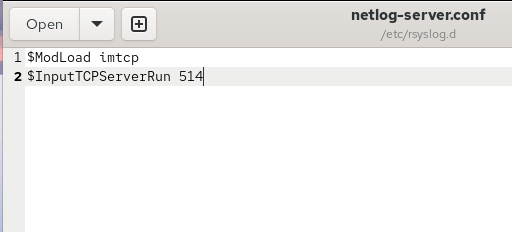 Open
netlog-server.conf
/etc/rsyslog.d
1 $ModLoad imtcp
2 $InputTCPServerRun 514